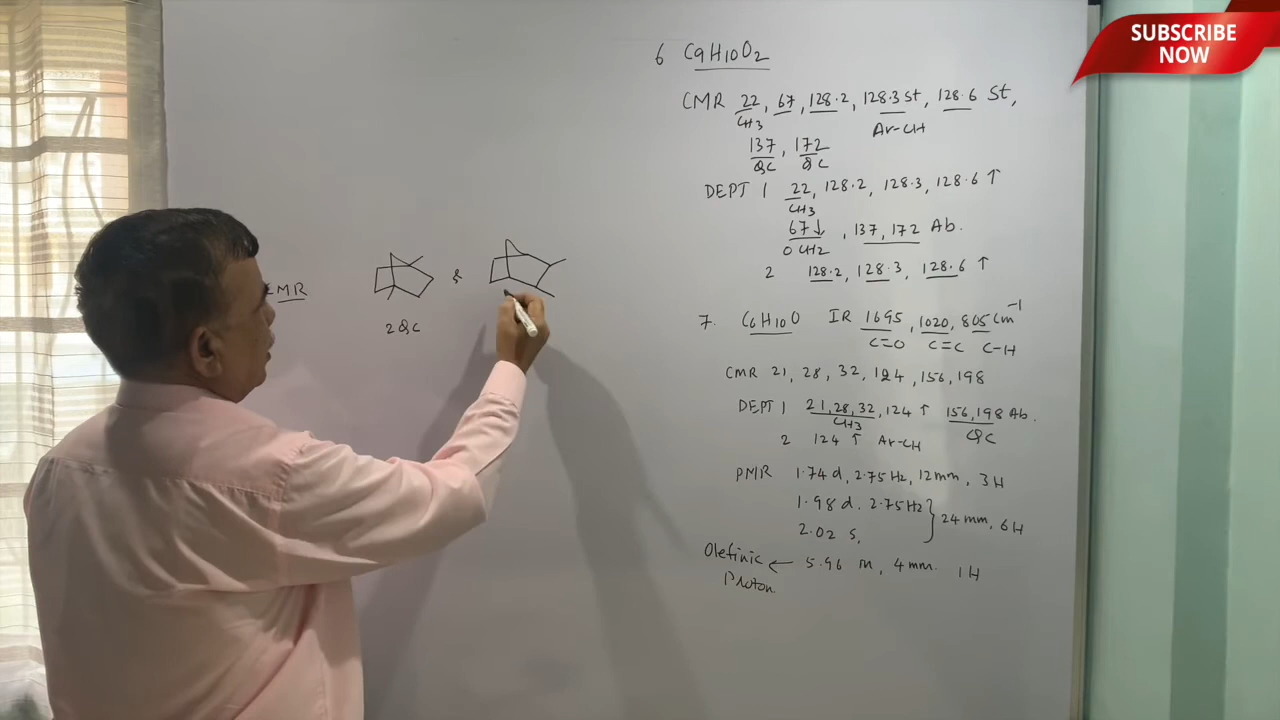 SUBSCRIBE
NOW
6 C9H10O2
CMR 22, 67, 128.2, 128.3 St, 128.6 St,
CH3 Ar-CH
137, 172
QC QC
DEPT 1 22, 128.2, 128.3, 128.6 ↑
CH3
67↓, 137, 172 Ab.
OCH2
2 128.2, 128.3, 128.6 ↑
MR
&
2 QC
7. C6H10O IR 1695, 1020, 805 Cm⁻¹
C=O C=C C-H
CMR 21, 28, 32, 124, 156, 198
DEPT 1 21, 28, 32, 124 ↑ 156, 198 Ab.
CH3 QC
2 124 ↑ Ar-CH
PMR 1.74 d, 2.75 Hz, 12 mm, 3H
1.98 d. 2.75 Hz } 24 mm, 6H
2.02 s,
Olefinic ← 5.96 m, 4 mm. 1H
Proton